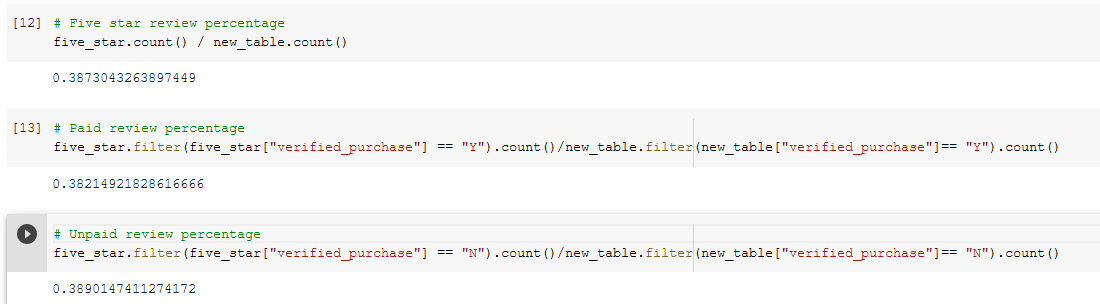 [12] # Five star review percentage
five_star.count() / new_table.count()
0.3873043263897449
[13] # Paid review percentage
five_star.filter(five_star["verified_purchase"] == "Y").count()/new_table.filter(new_table["verified_purchase"]== "Y").count()
0.38214921828616666
# Unpaid review percentage
five_star.filter(five_star["verified_purchase"] == "N").count()/new_table.filter(new_table["verified_purchase"]== "N").count()
0.3890147411274172